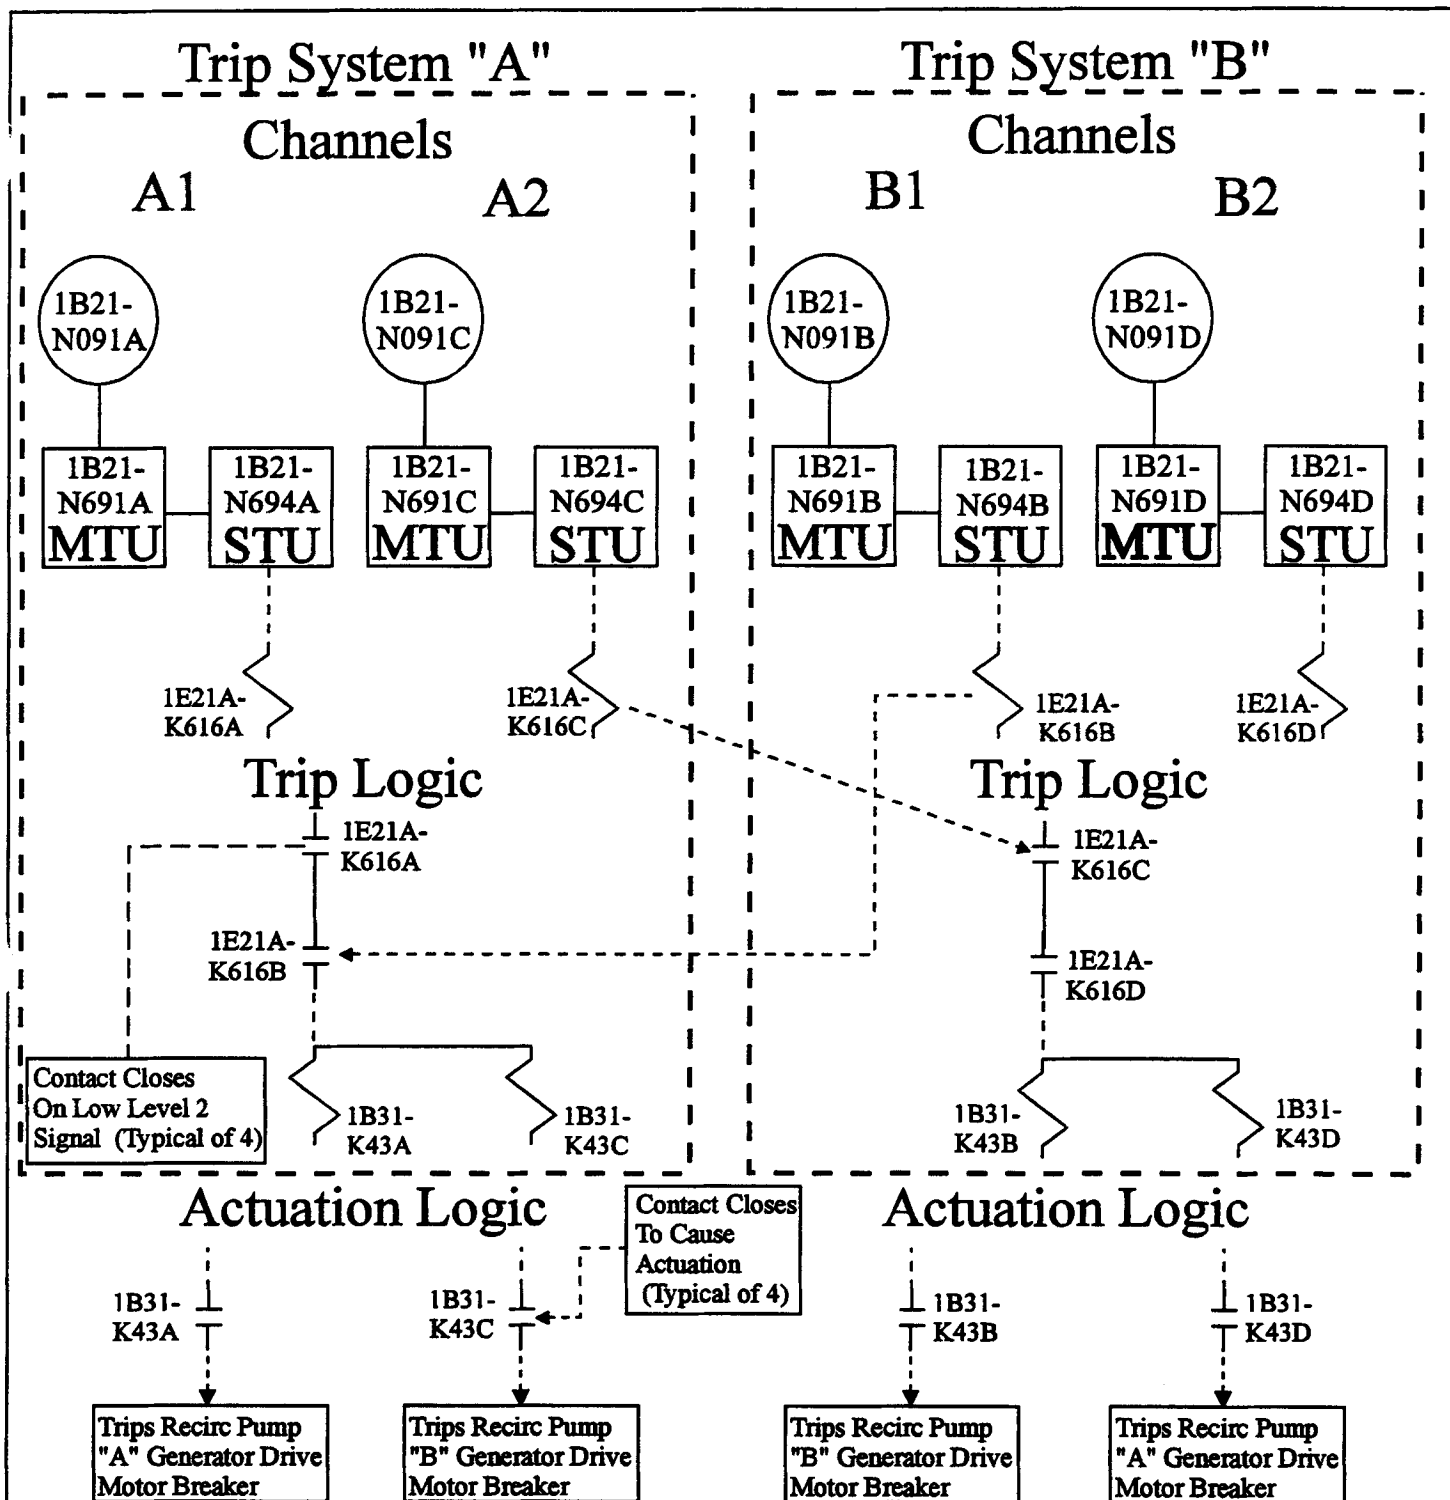 Trip System "A"
Channels
A1
A2
1B21-
N091A
1B21-
N091C
1B21-
N691A
MTU
1B21-
N694A
STU
1B21-
N691C
MTU
1B21-
N694C
STU
1E21A-
K616A
1E21A-
K616C
Trip Logic
1E21A-
K616A
1E21A-
K616B
Contact Closes
On Low Level 2
Signal (Typical of 4)
1B31-
K43A
1B31-
K43C
Trip System "B"
Channels
B1
B2
1B21-
N091B
1B21-
N091D
1B21-
N691B
MTU
1B21-
N694B
STU
1B21-
N691D
MTU
1B21-
N694D
STU
1E21A-
K616B
1E21A-
K616D
Trip Logic
1E21A-
K616C
1E21A-
K616D
1B31-
K43B
1B31-
K43D
Actuation Logic
Contact Closes
To Cause
Actuation
(Typical of 4)
1B31-
K43A
1B31-
K43C
Trips Recirc Pump
"A" Generator Drive
Motor Breaker
Trips Recirc Pump
"B" Generator Drive
Motor Breaker
Actuation Logic
1B31-
K43B
1B31-
K43D
Trips Recirc Pump
"B" Generator Drive
Motor Breaker
Trips Recirc Pump
"A" Generator Drive
Motor Breaker